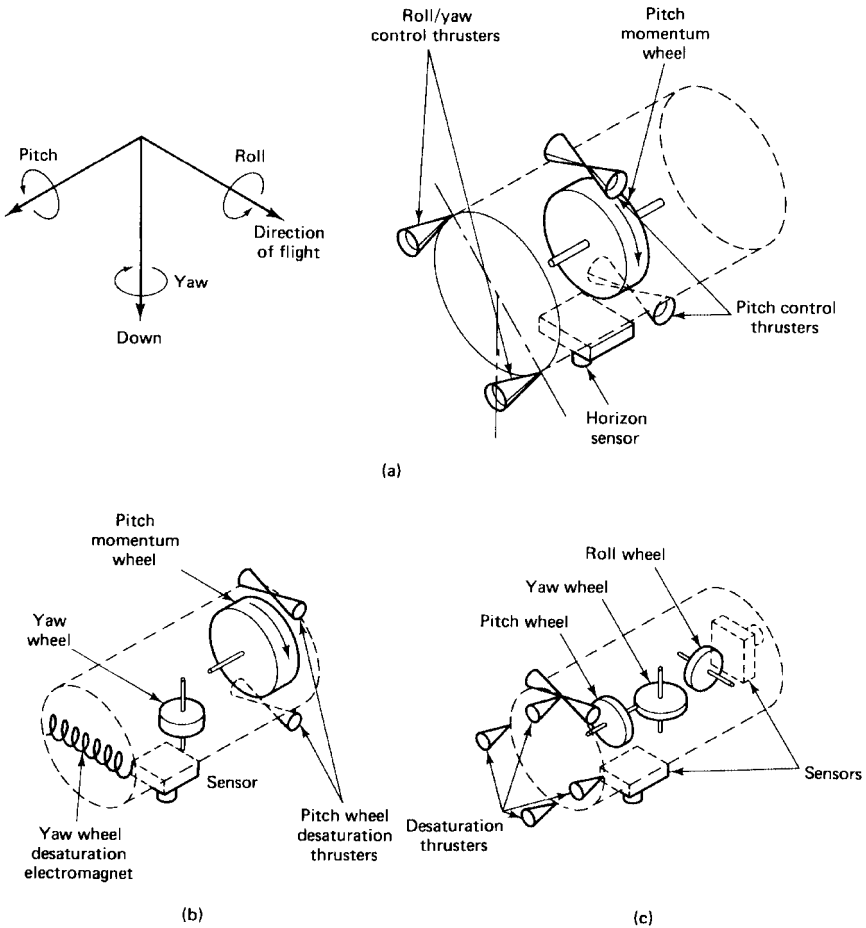 Roll/yaw
control thrusters
Pitch
momentum
wheel
Pitch
Roll
Direction
of flight
Yaw
Down
Pitch control
thrusters
Horizon
sensor
(a)
Pitch
momentum
wheel
Yaw
wheel
Sensor
Yaw wheel
desaturation
electromagnet
Pitch wheel
desaturation
thrusters
(b)
Roll wheel
Yaw wheel
Pitch wheel
Sensors
Desaturation
thrusters
(c)